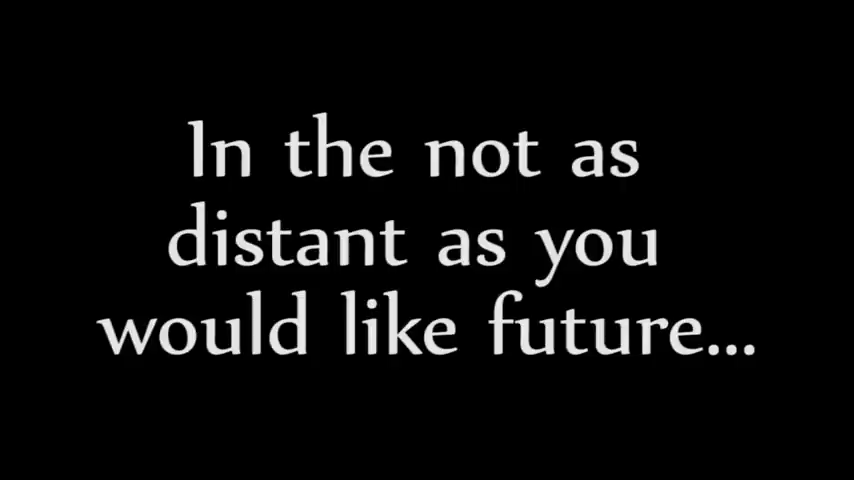 In the not as
distant as you
would like future...